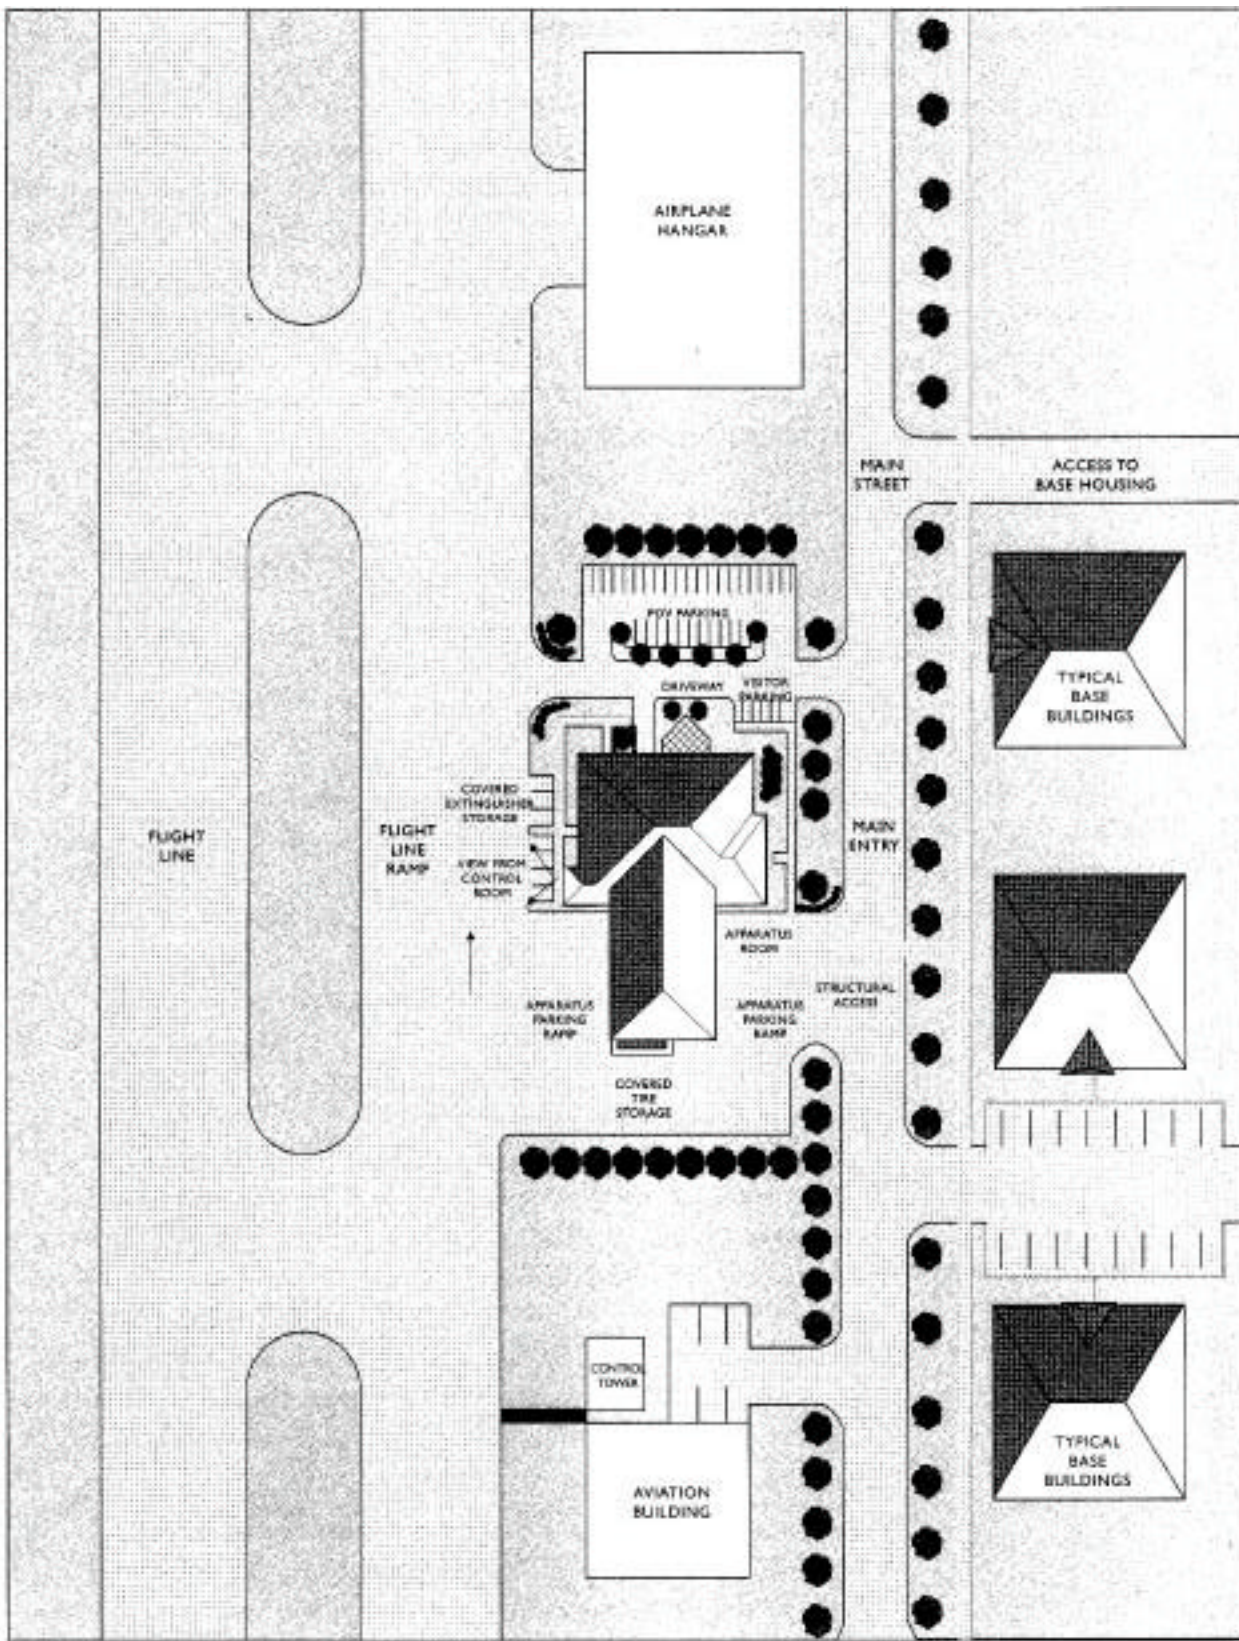 AIRPLANE
HANGAR
MAIN
STREET
ACCESS TO
BASE HOUSING
POV PARKING
DRIVEWAY
VISITOR
PARKING
TYPICAL
BASE
BUILDINGS
COVERED
EXTINGUISHER
STORAGE
FLIGHT
LINE
FLIGHT
LINE
RAMP
VIEW FROM
CONTROL
ROOM
MAIN
ENTRY
APPARATUS
ROOM
STRUCTURAL
ACCESS
APPARATUS
PARKING
RAMP
APPARATUS
PARKING
RAMP
COVERED
TIRE
STORAGE
CONTROL
TOWER
AVIATION
BUILDING
TYPICAL
BASE
BUILDINGS